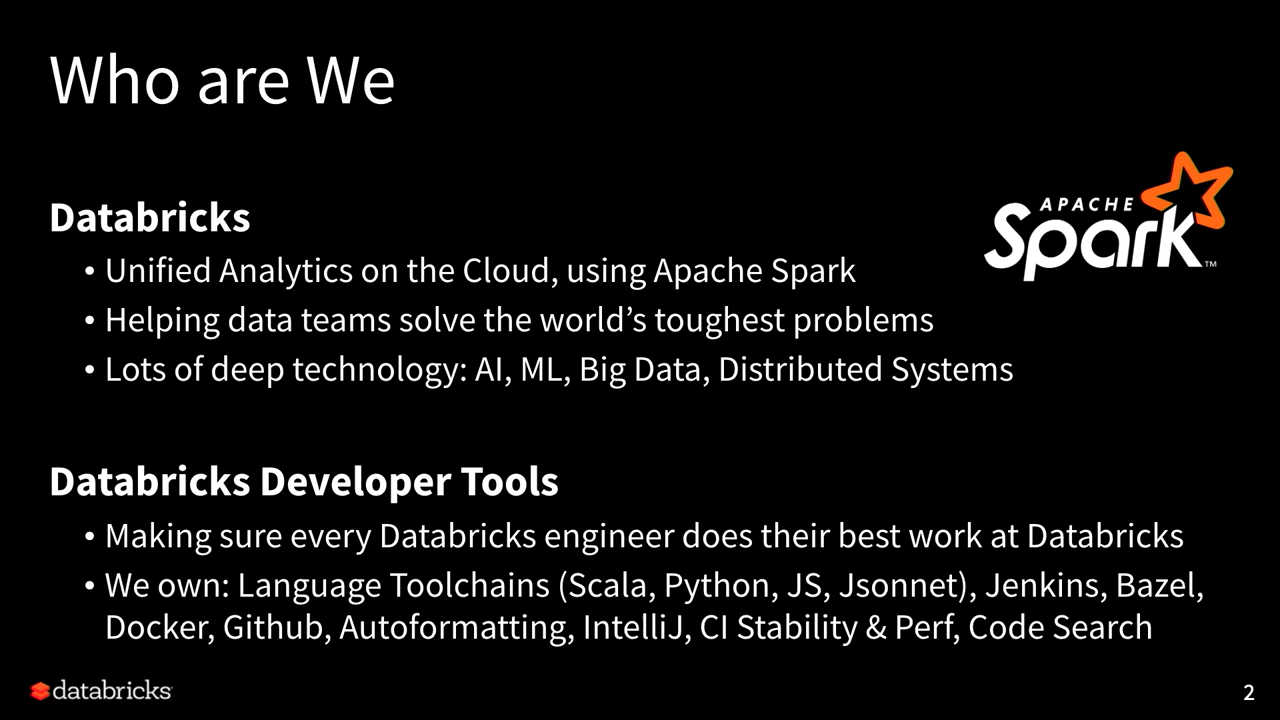 Who are We
APACHE
Spark™
Databricks
• Unified Analytics on the Cloud, using Apache Spark
• Helping data teams solve the world’s toughest problems
• Lots of deep technology: AI, ML, Big Data, Distributed Systems
Databricks Developer Tools
• Making sure every Databricks engineer does their best work at Databricks
• We own: Language Toolchains (Scala, Python, JS, Jsonnet), Jenkins, Bazel,
Docker, Github, Autoformatting, IntelliJ, CI Stability & Perf, Code Search
databricks
2